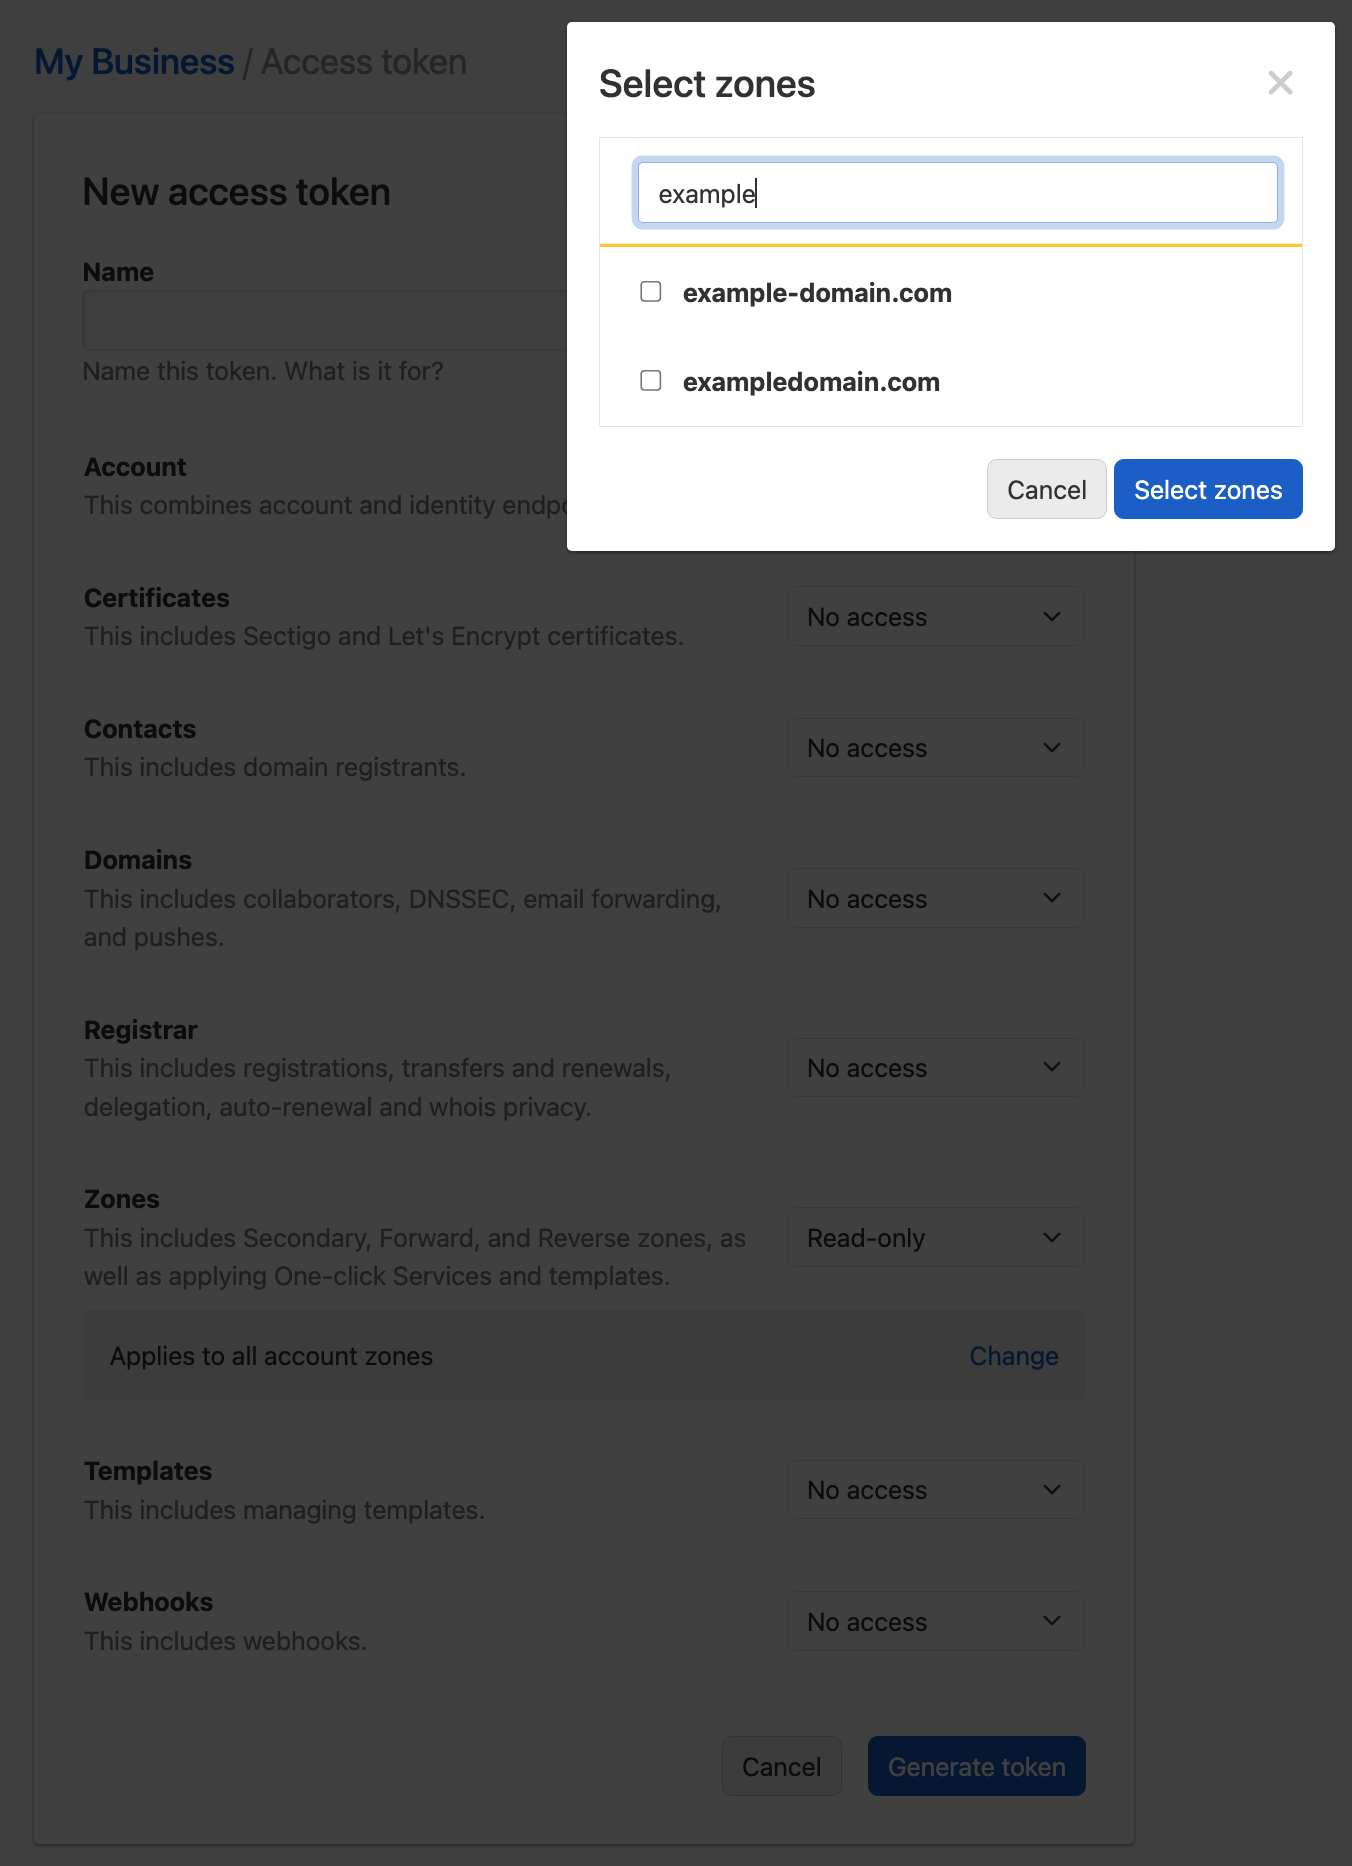 My Business / Access token
New access token
Name
Name this token. What is it for?
Account
This combines account and identity
Certificates
This includes Sectigo and Let's Encrypt certificates.
No access
Contacts
This includes domain registrants.
No access
Domains
This includes collaborators, DNSSEC, email forwarding,
and pushes.
No access
Registrar
This includes registrations, transfers and renewals,
delegation, auto-renewal and whois privacy.
No access
Zones
This includes Secondary, Forward, and Reverse zones, as
well as applying One-click Services and templates.
Read-only
Applies to all account zones
Change
Templates
This includes managing templates.
No access
Webhooks
This includes webhooks.
No access
Cancel
Generate token
Select zones
example
example-domain.com
exampledomain.com
Cancel
Select zones